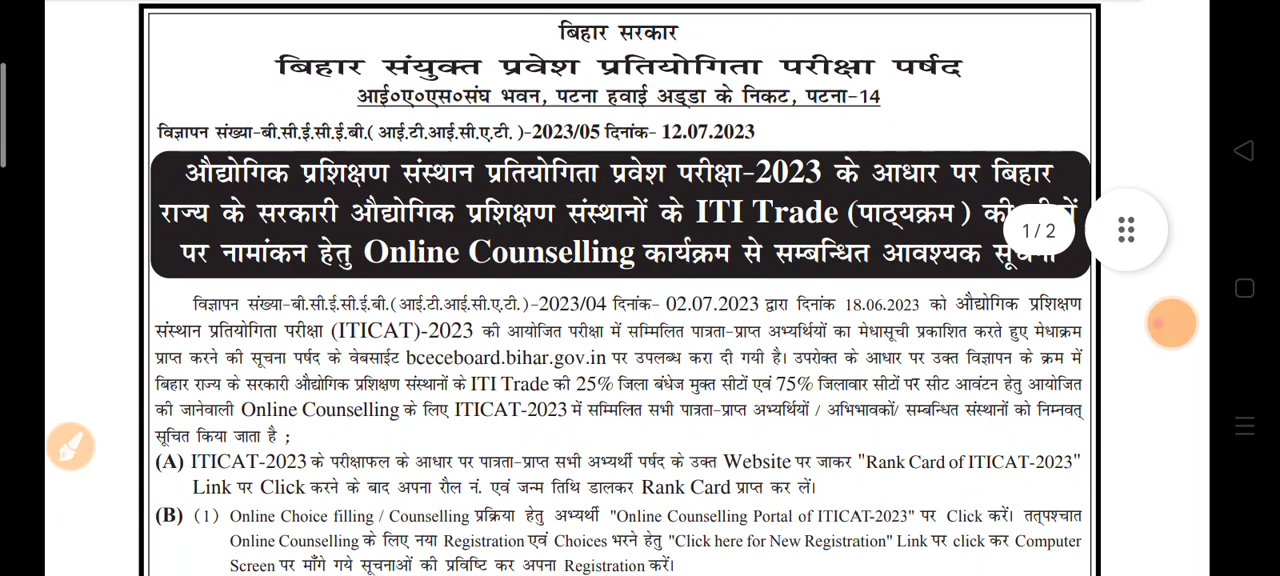 बिहार सरकार
बिहार संयुक्त प्रवेश प्रतियोगिता परीक्षा पर्षद
आई०ए०एस०संघ भवन, पटना हवाई अड्डा के निकट, पटना-14
विज्ञापन संख्या-बी.सी.ई.सी.ई.बी.( आई.टी.आई.सी.ए.टी. )-2023/05 दिनांक- 12.07.2023
औद्योगिक प्रशिक्षण संस्थान प्रतियोगिता प्रवेश परीक्षा-2023 के आधार पर बिहार
राज्य के सरकारी औद्योगिक प्रशिक्षण संस्थानों के ITI Trade (पाठ्यक्रम ) की
1 / 2
पर नामांकन हेतु Online Counselling कार्यक्रम से सम्बन्धित आवश्यक सूचना
विज्ञापन संख्या-बी.सी.ई.सी.ई.बी.(आई.टी.आई.सी.ए.टी.)-2023/04 दिनांक- 02.07.2023 द्वारा दिनांक 18.06.2023 को औद्योगिक प्रशिक्षण
संस्थान प्रतियोगिता परीक्षा (ITICAT)-2023 की आयोजित परीक्षा में सम्मिलित पात्रता-प्राप्त अभ्यर्थियों का मेधासूची प्रकाशित करते हुए मेधाक्रम
प्राप्त करने की सूचना पर्षद के वेबसाईट bceceboard.bihar.gov.in पर उपलब्ध करा दी गयी है। उपरोक्त के आधार पर उक्त विज्ञापन के क्रम में
बिहार राज्य के सरकारी औद्योगिक प्रशिक्षण संस्थानों के ITI Trade की 25% जिला बंधेज मुक्त सीटों एवं 75% जिलावार सीटों पर सीट आवंटन हेतु आयोजित
की जानेवाली Online Counselling के लिए ITICAT-2023 में सम्मिलित सभी पात्रता-प्राप्त अभ्यर्थियों / अभिभावकों/ सम्बन्धित संस्थानों को निम्नवत्
सूचित किया जाता है ;
(A) ITICAT-2023 के परीक्षाफल के आधार पर पात्रता-प्राप्त सभी अभ्यर्थी पर्षद के उक्त Website पर जाकर "Rank Card of ITICAT-2023"
Link पर Click करने के बाद अपना रौल नं. एवं जन्म तिथि डालकर Rank Card प्राप्त कर लें।
(B) (1) Online Choice filling / Counselling प्रक्रिया हेतु अभ्यर्थी "Online Counselling Portal of ITICAT-2023" पर Click करें। तत्पश्चात
Online Counselling के लिए नया Registration एवं Choices भरने हेतु "Click here for New Registration" Link पर click कर Computer
Screen पर माँगे गये सूचनाओं की प्रविष्टि कर अपना Registration करें।